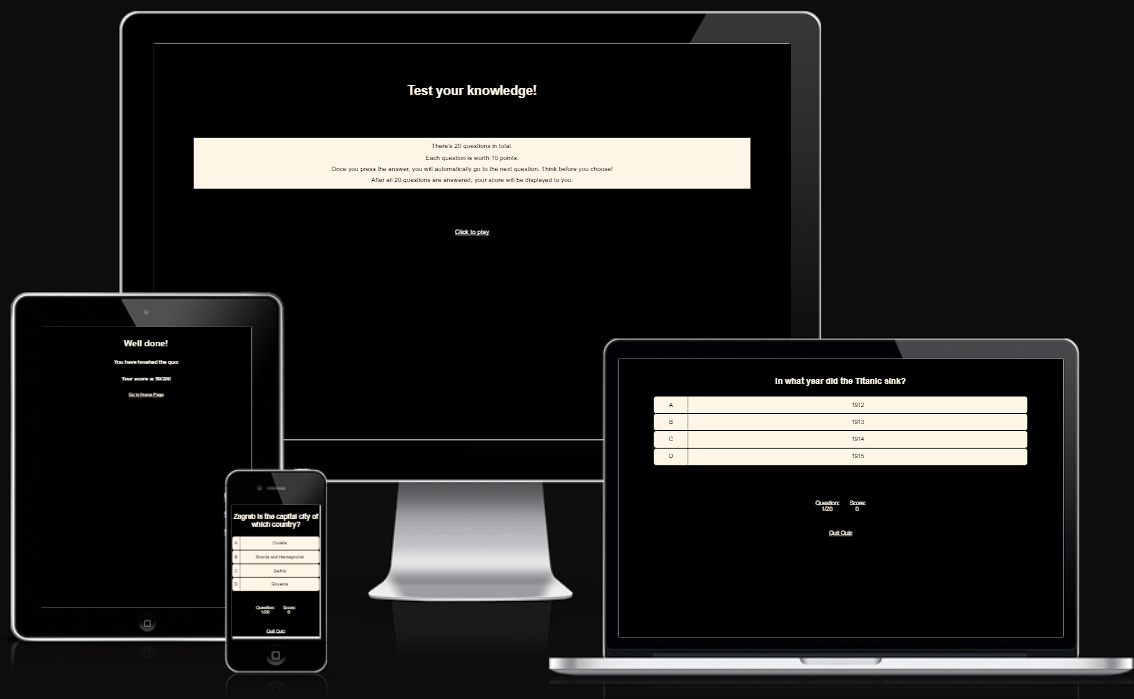 Test your knowledge!
There's 20 questions in total.
Each question is worth 10 points.
Once you press the answer, you will automatically go to the next question. Think before you choose!
After all 20 questions are answered, your score will be displayed to you.
Click to play
Well done!
You have finished the quiz
Your score is 50/200
Go to Home Page
Zagreb is the capital city of
which country?
A Croatia
B Bosnia and Herzegovina
C Serbia
D Slovenia
Question: Score:
1/20 0
Quit Quiz
In what year did the Titanic sink?
A 1912
B 1913
C 1914
D 1915
Question: Score:
1/20 0
Quit Quiz